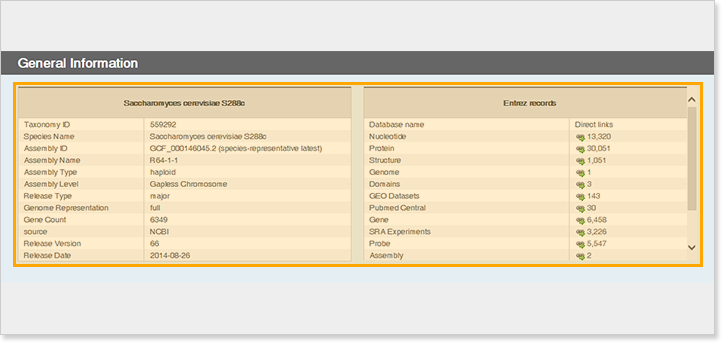 General Information
Saccharomyces cerevisiae S288c
Taxonomy ID 559292
Species Name Saccharomyces cerevisiae S288c
Assembly ID GCF_000146045.2 (species-representative latest)
Assembly Name R64-1-1
Assembly Type haploid
Assembly Level Gapless Chromosome
Release Type major
Genome Representation full
Gene Count 6349
source NCBI
Release Version 66
Release Date 2014-08-26
Entrez records
Database name Direct links
Nucleotide 13,320
Protein 30,051
Structure 1,051
Genome 1
Domains 3
GEO Datasets 143
Pubmed Central 30
Gene 6,458
SRA Experiments 3,226
Probe 5,547
Assembly 2